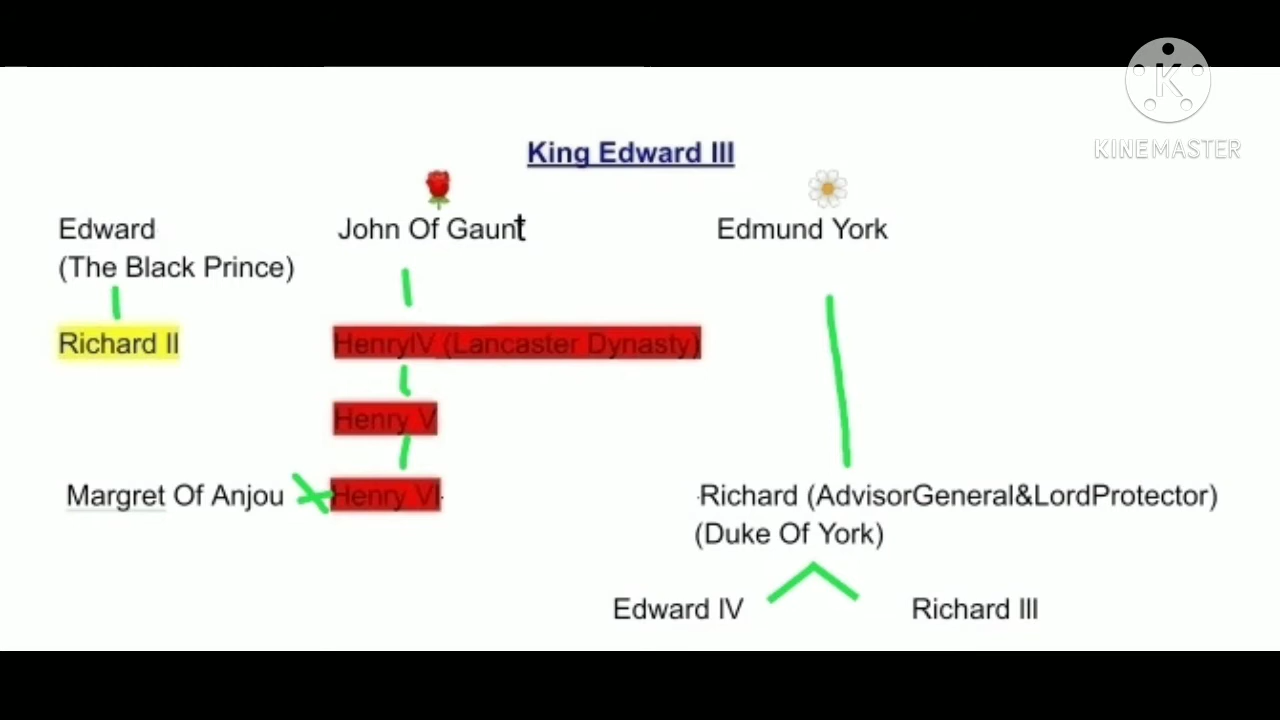 K
KINEMASTER
King Edward III
Edward
(The Black Prince)
John Of Gaunt
Edmund York
Richard II
HenryIV (Lancaster Dynasty)
Henry V
Margret Of Anjou
Henry VI
Richard (AdvisorGeneral&LordProtector)
(Duke Of York)
Edward IV
Richard III